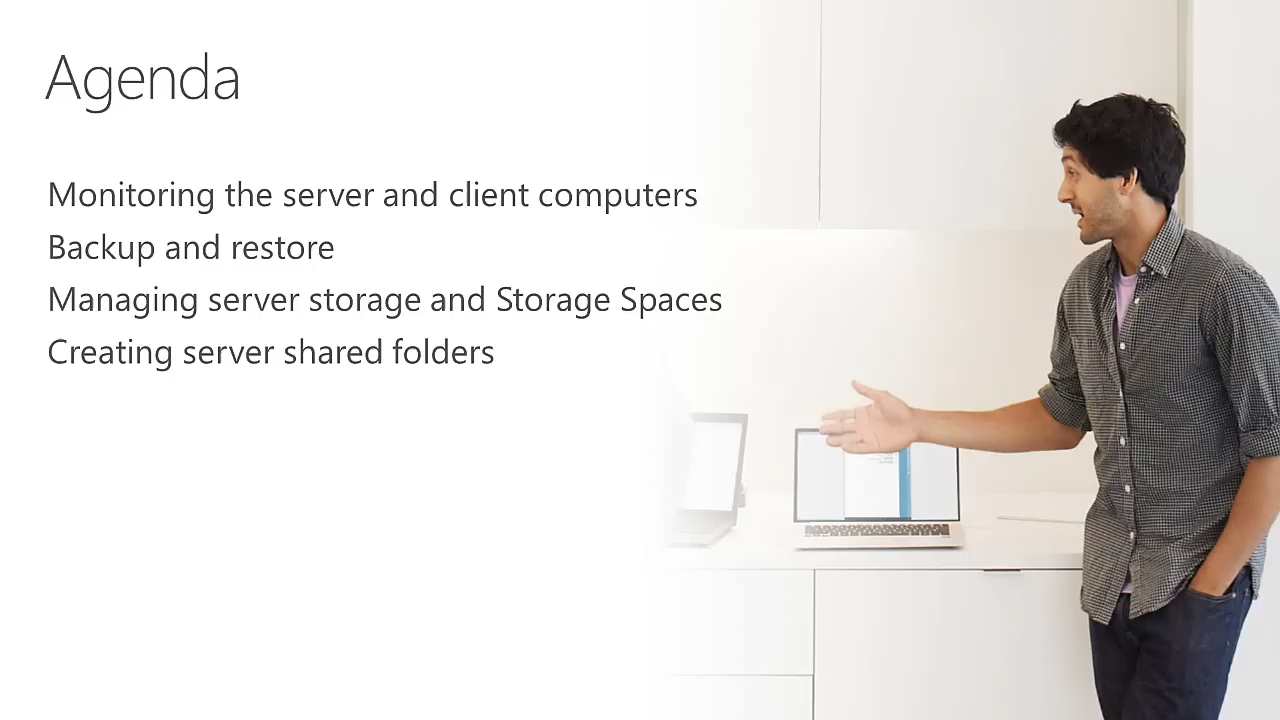 Agenda
Monitoring the server and client computers
Backup and restore
Managing server storage and Storage Spaces
Creating server shared folders